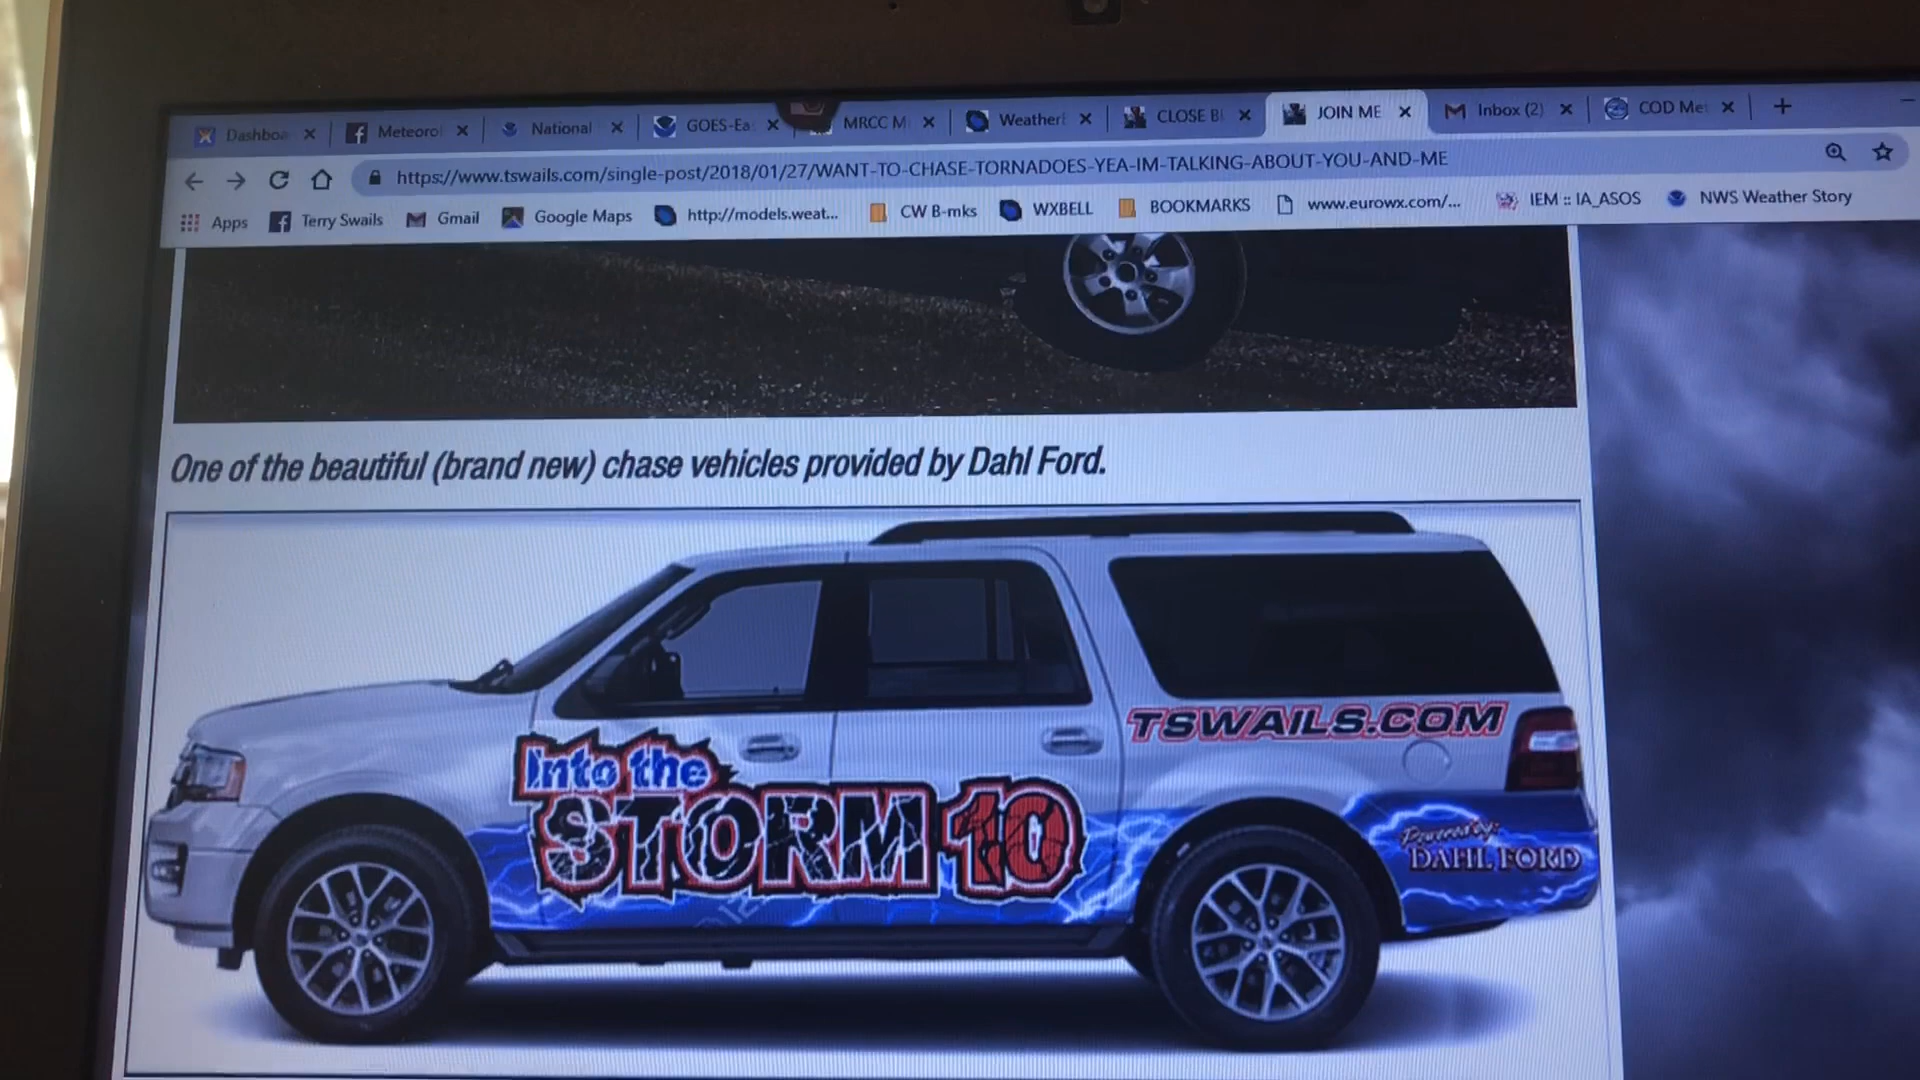 Dashboa
Meteorol
National
GOES-Ea
MRCC M
Weather
CLOSE B
JOIN ME
Inbox (2)
COD Me
https://www.tswails.com/single-post/2018/01/27/WANT-TO-CHASE-TORNADOES-YEA-IM-TALKING-ABOUT-YOU-AND-ME
Apps
Terry Swails
Gmail
Google Maps
http://models.weat...
CW B-mks
WXBELL
BOOKMARKS
www.eurowx.com/...
IEM :: IA_ASOS
NWS Weather Story
One of the beautiful (brand new) chase vehicles provided by Dahl Ford.
TSWAILS.COM
Into the
STORM 10
Powered by:
DAHL FORD